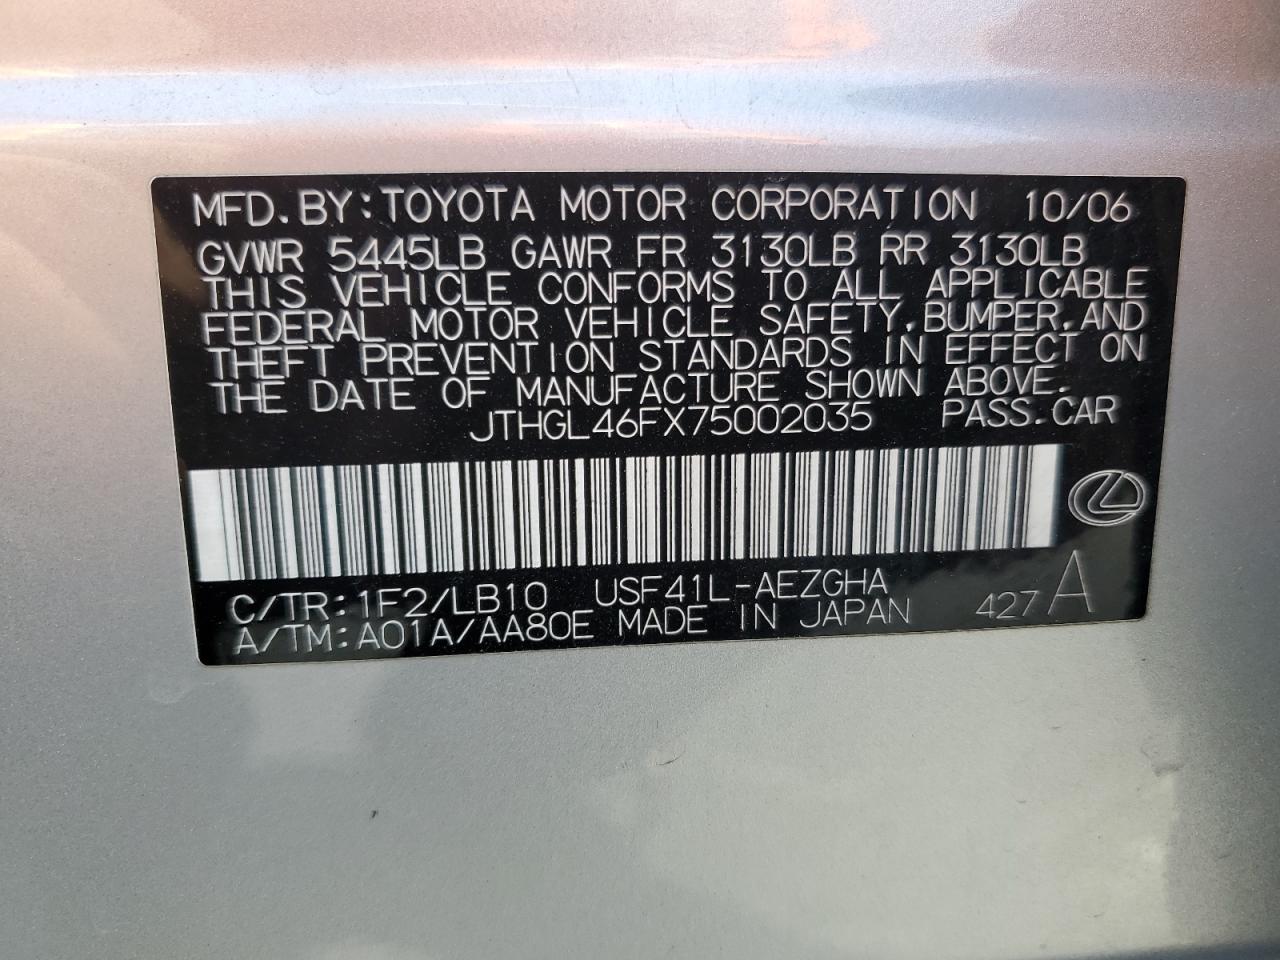 MFD.BY:TOYOTA MOTOR CORPORATION 10/06
GVWR 5445LB GAWR FR 3130LB RR 3130LB
THIS VEHICLE CONFORMS TO ALL APPLICABLE
FEDERAL MOTOR VEHICLE SAFETY,BUMPER,AND
THEFT PREVENTION STANDARDS IN EFFECT ON
THE DATE OF MANUFACTURE SHOWN ABOVE.
JTHGL46FX75002035 PASS.CAR
C/TR:1F2/LB10 USF41L-AEZGHA
A/TM:A01A/AA80E MADE IN JAPAN 427A